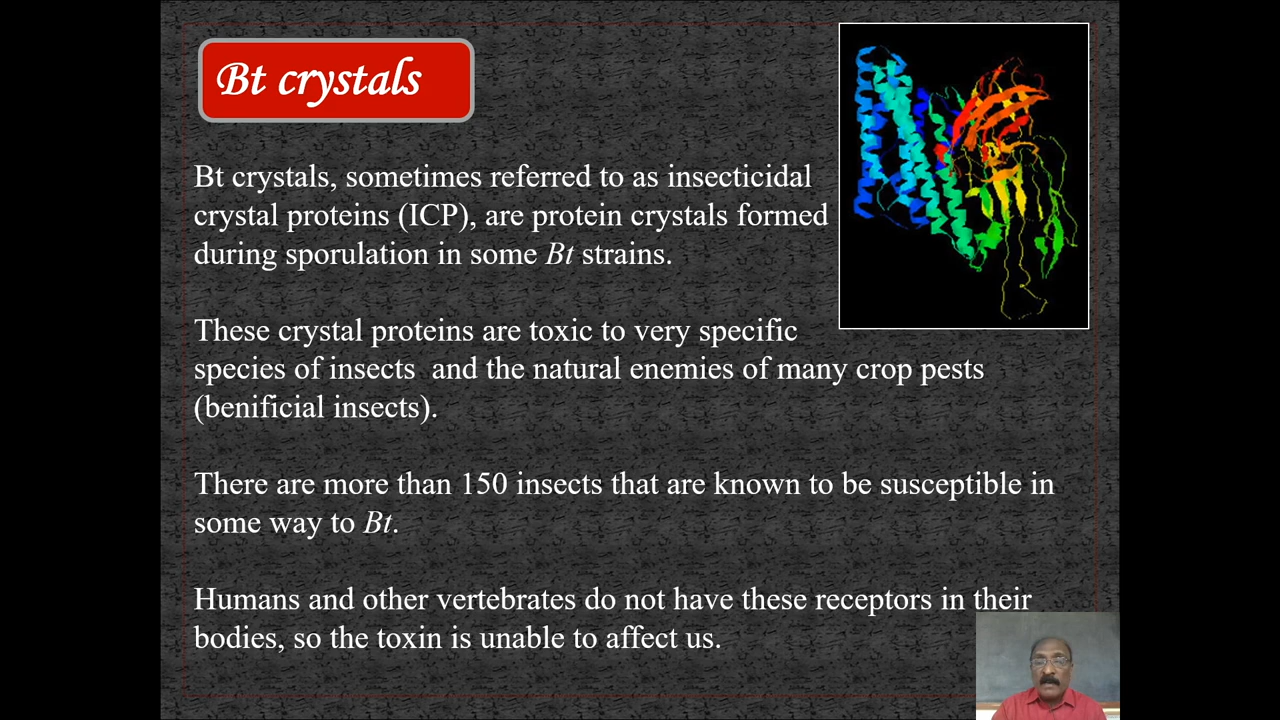 Bt crystals
Bt crystals, sometimes referred to as insecticidal
crystal proteins (ICP), are protein crystals formed
during sporulation in some Bt strains.
These crystal proteins are toxic to very specific
species of insects  and the natural enemies of many crop pests
(benificial insects).
There are more than 150 insects that are known to be susceptible in
some way to Bt.
Humans and other vertebrates do not have these receptors in their
bodies, so the toxin is unable to affect us.